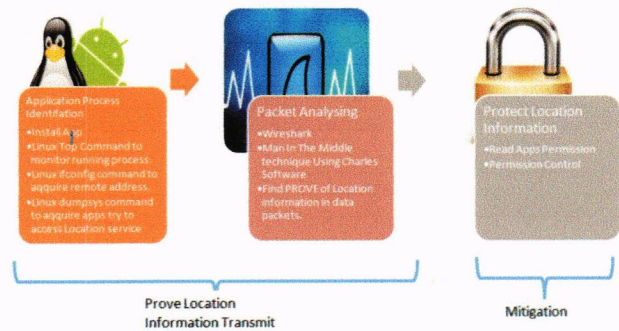 Application Process
Identifation
•Install App
•Linux Top Command to
monitor running process.
•Linux ifconfig command to
aqquire remote address.
•Linux dumpsys command
to aqquire apps try to
access Location service
Packet Analysing
•Wireshark
•Man In The Middle
technique Using Charles
Software
•Find PROVE of Location
information in data
packets.
Protect Location
Information
•Read Apps Permission
•Permission Control
Prove Location
Information Transmit
Mitigation